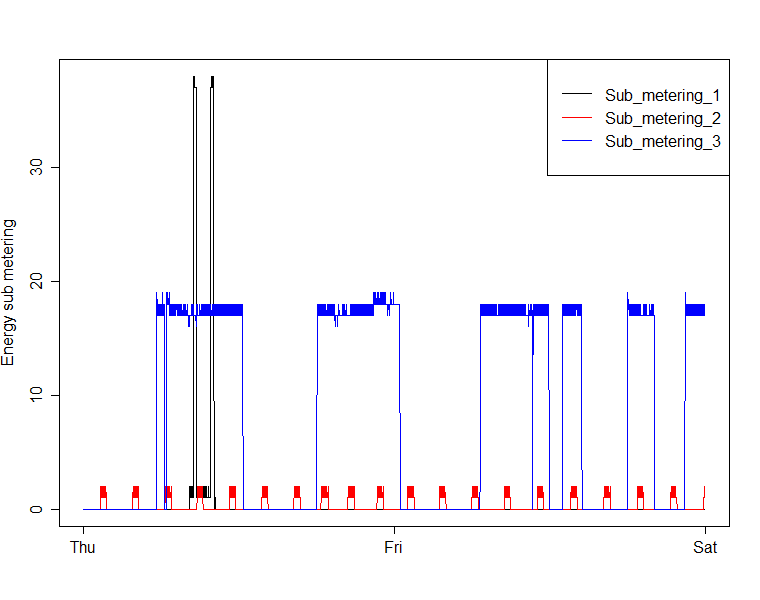 Sub_metering_1
Sub_metering_2
Sub_metering_3
Energy sub metering
30
20
10
0
Thu Fri Sat